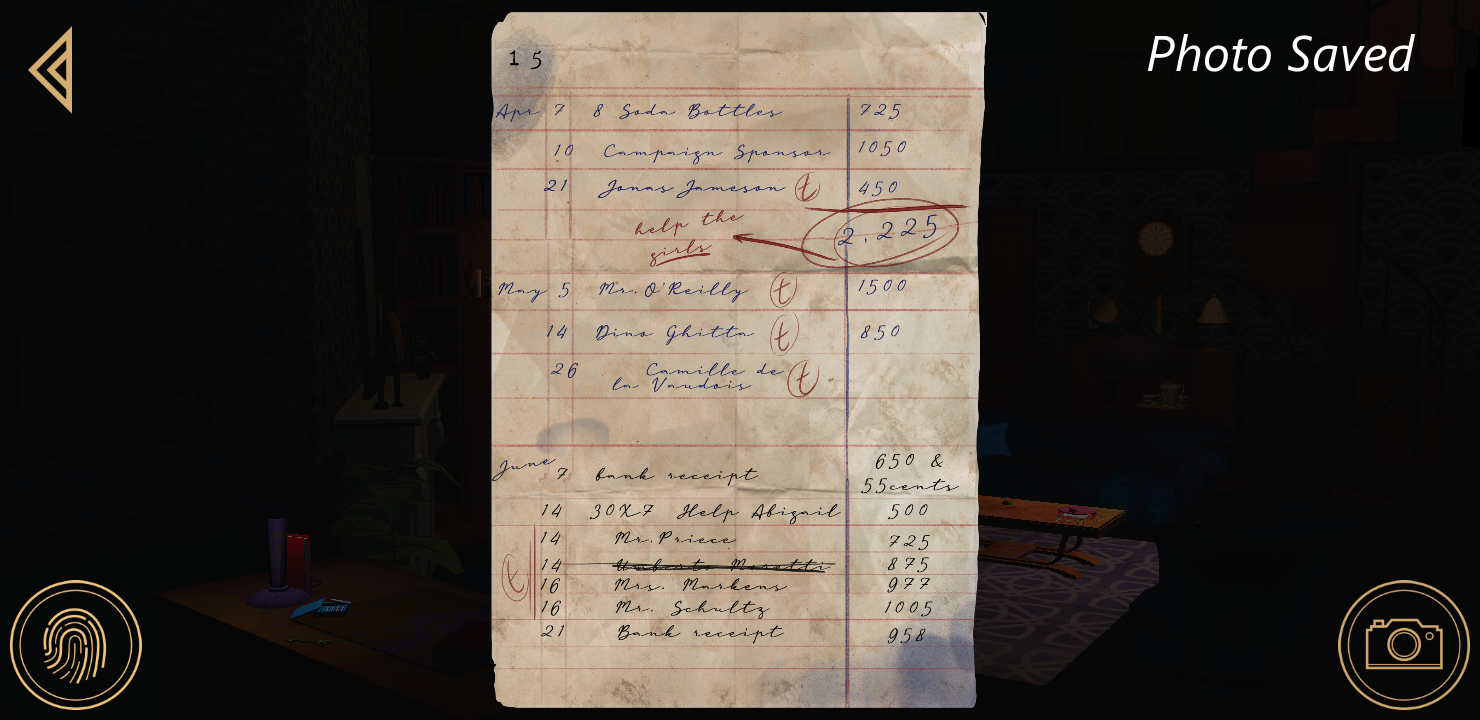 Photo Saved
15
Apr 7 8 Soda Bottles 725
10 Campaign Sponsor 1050
21 Jonas Jameson t 450
2.225
help the
girls
May 5 Mr. O'Reilly t 1500
14 Dino Ghitta t 850
26 Camille de
la Vaudois t
June 7 bank receipt 650 &
55cents
14 30X7 Help Abigail 500
14 Mr. Priece 725
t 14 Umberto Moretti 875
16 Mrs. Markens 977
16 Mr. Schultz 1005
21 Bank receipt 958